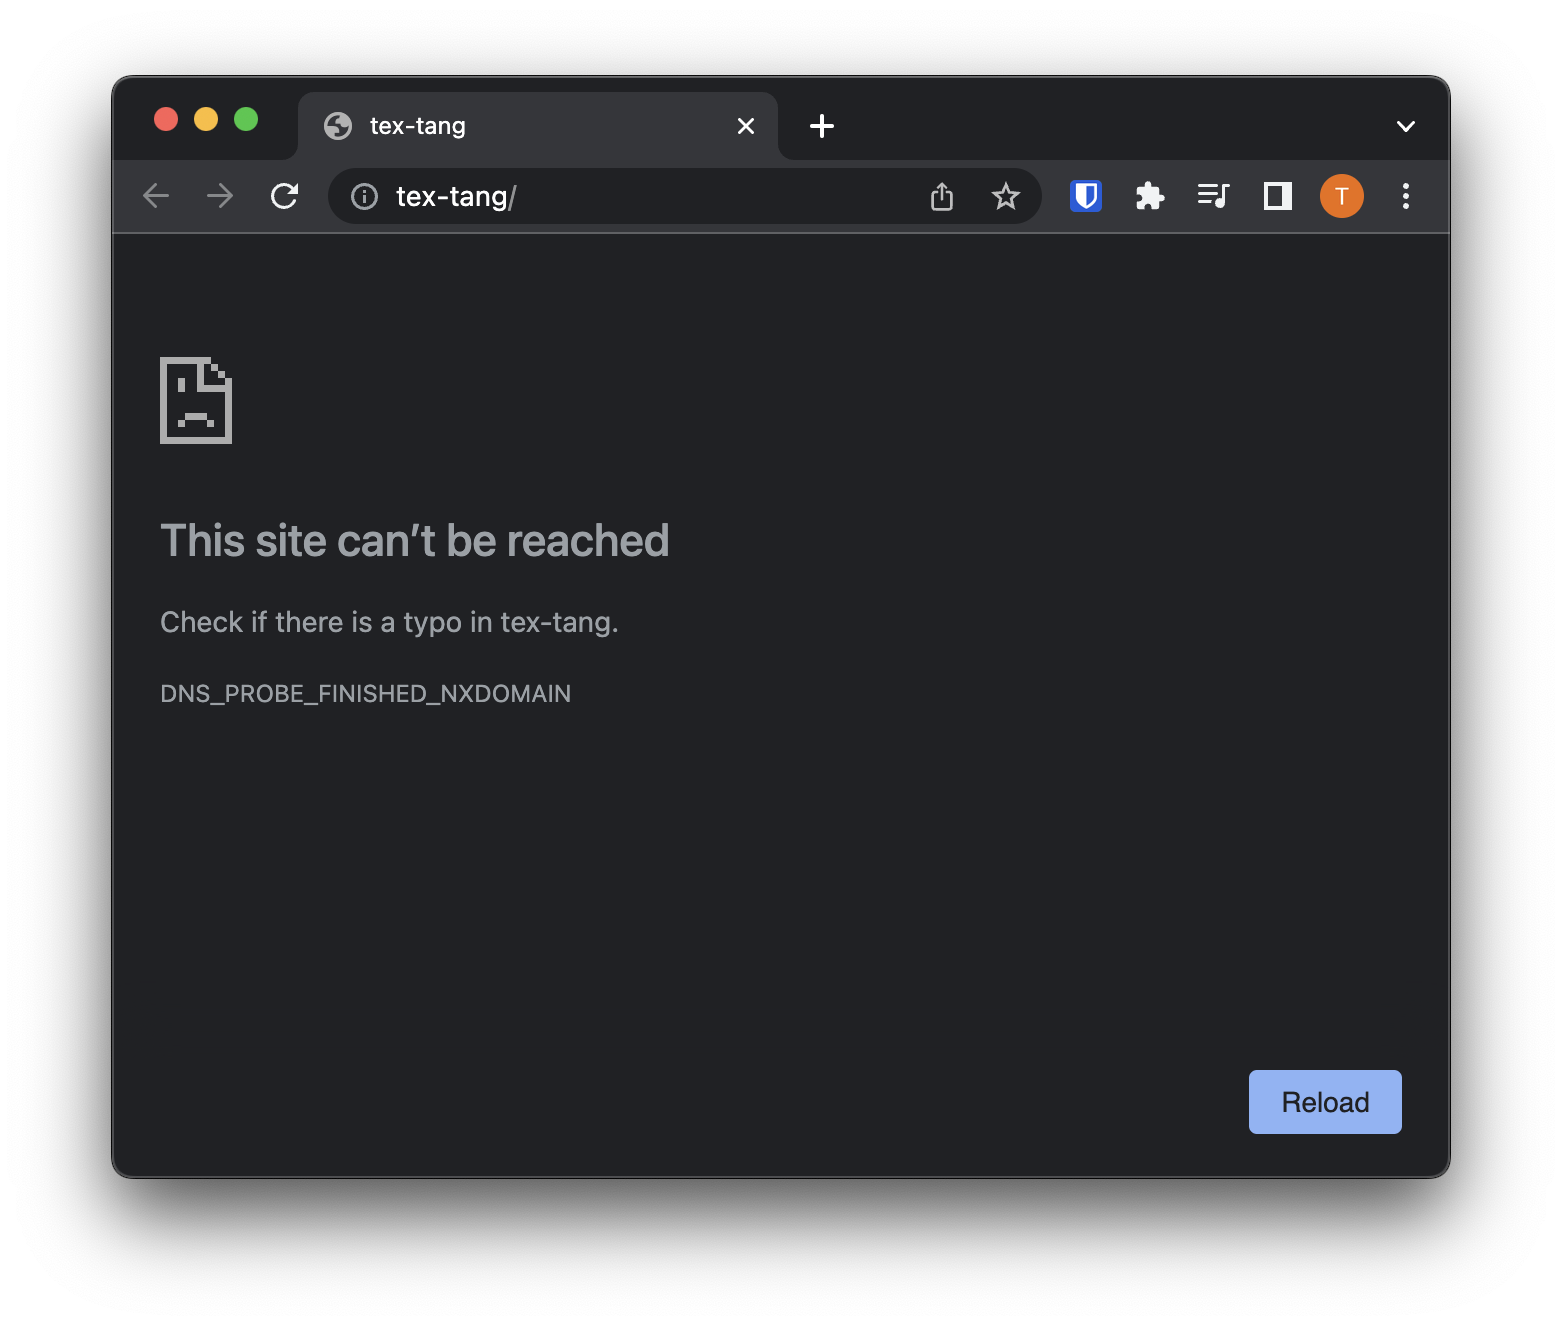 tex-tang
tex-tang/
T
This site can’t be reached
Check if there is a typo in tex-tang.
DNS_PROBE_FINISHED_NXDOMAIN
Reload